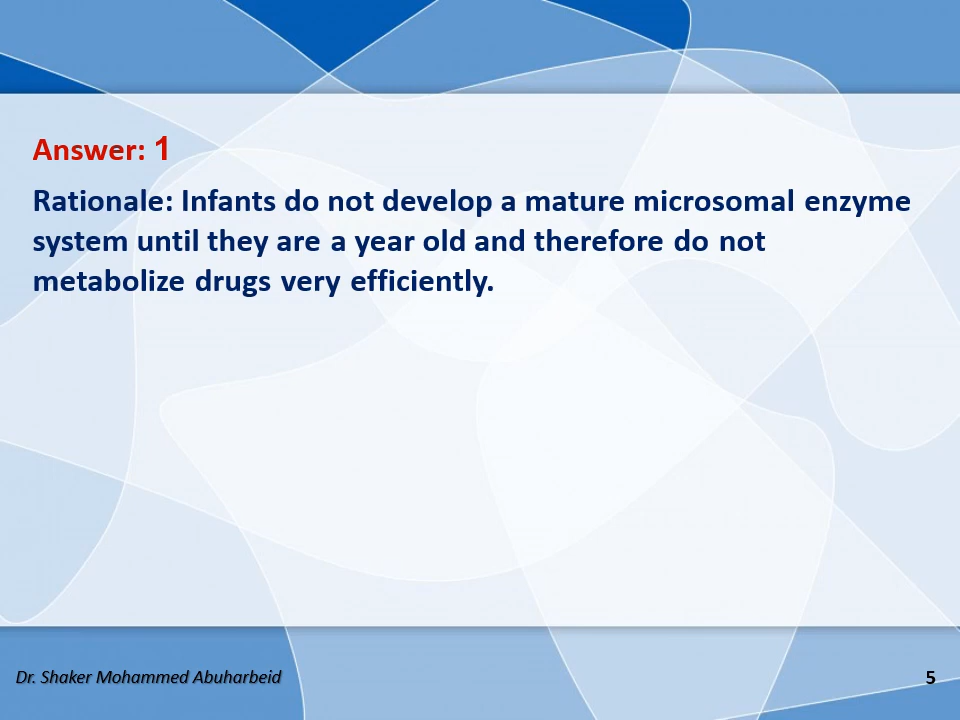 Answer: 1
Rationale: Infants do not develop a mature microsomal enzyme
system until they are a year old and therefore do not
metabolize drugs very efficiently.
Dr. Shaker Mohammed Abuharbeid
5